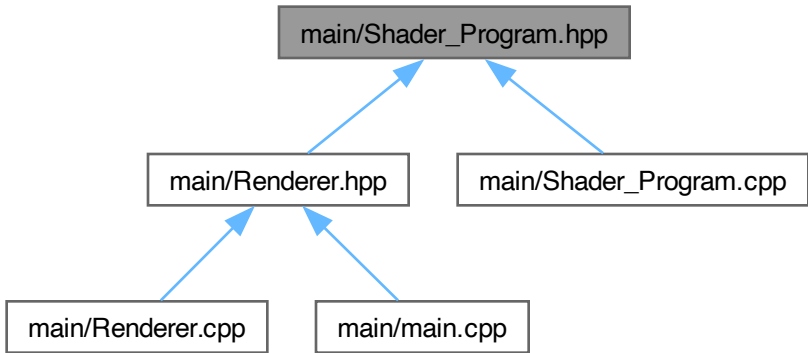 main/Shader_Program.hpp
main/Renderer.hpp
main/Shader_Program.cpp
main/Renderer.cpp
main/main.cpp